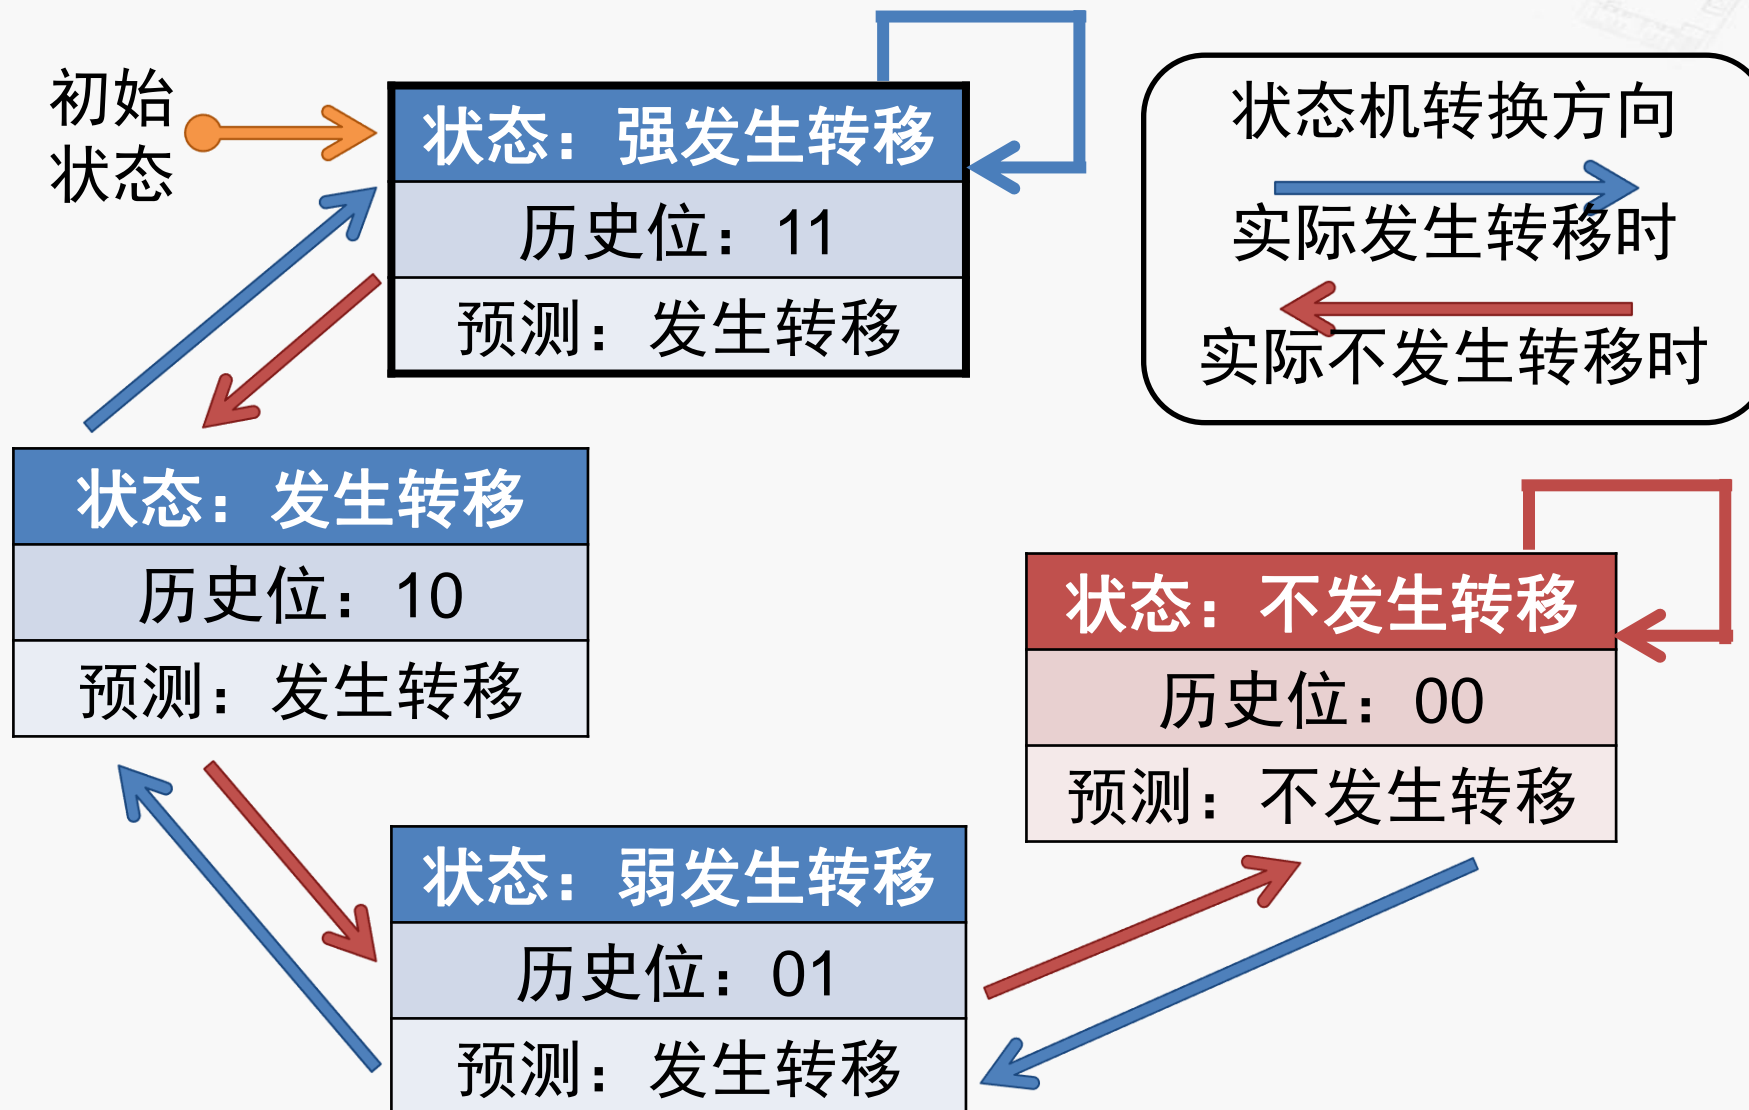 初始
状态
状态：强发生转移
历史位：11
预测：发生转移
状态机转换方向
实际发生转移时
实际不发生转移时
状态：发生转移
历史位：10
预测：发生转移
状态：不发生转移
历史位：00
预测：不发生转移
状态：弱发生转移
历史位：01
预测：发生转移